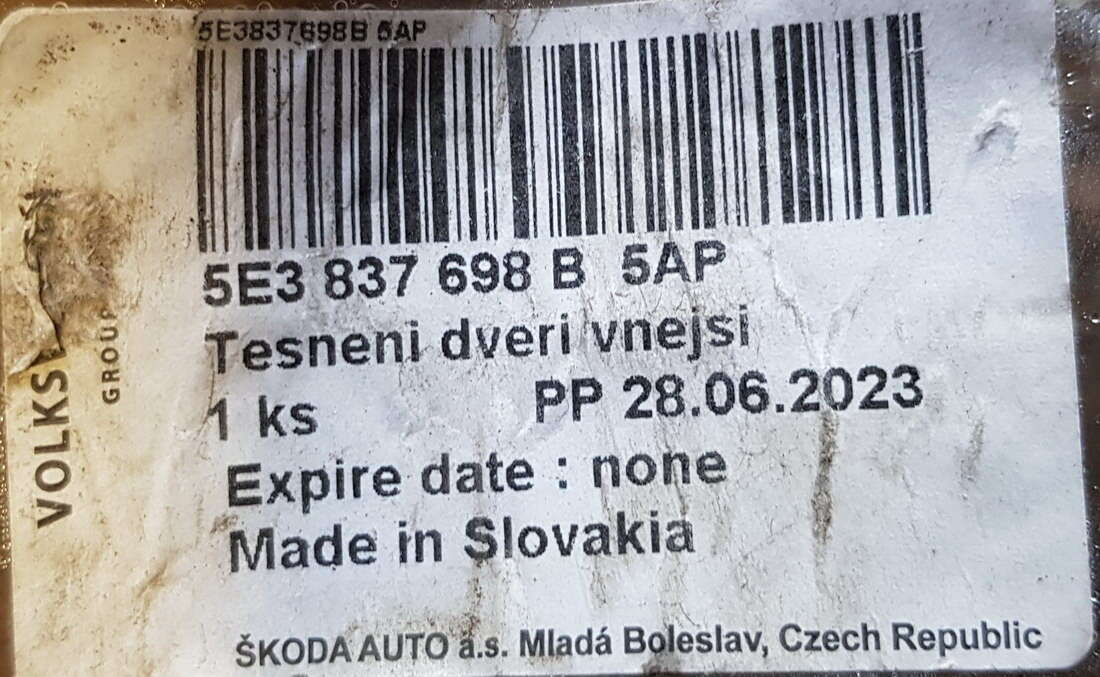 5E3837698B 5AP
5E3 837 698 B 5AP
Tesneni dveri vnejsi
1 ks PP 28.06.2023
Expire date : none
Made in Slovakia
ŠKODA AUTO a.s. Mladá Boleslav, Czech Republic
GROUP